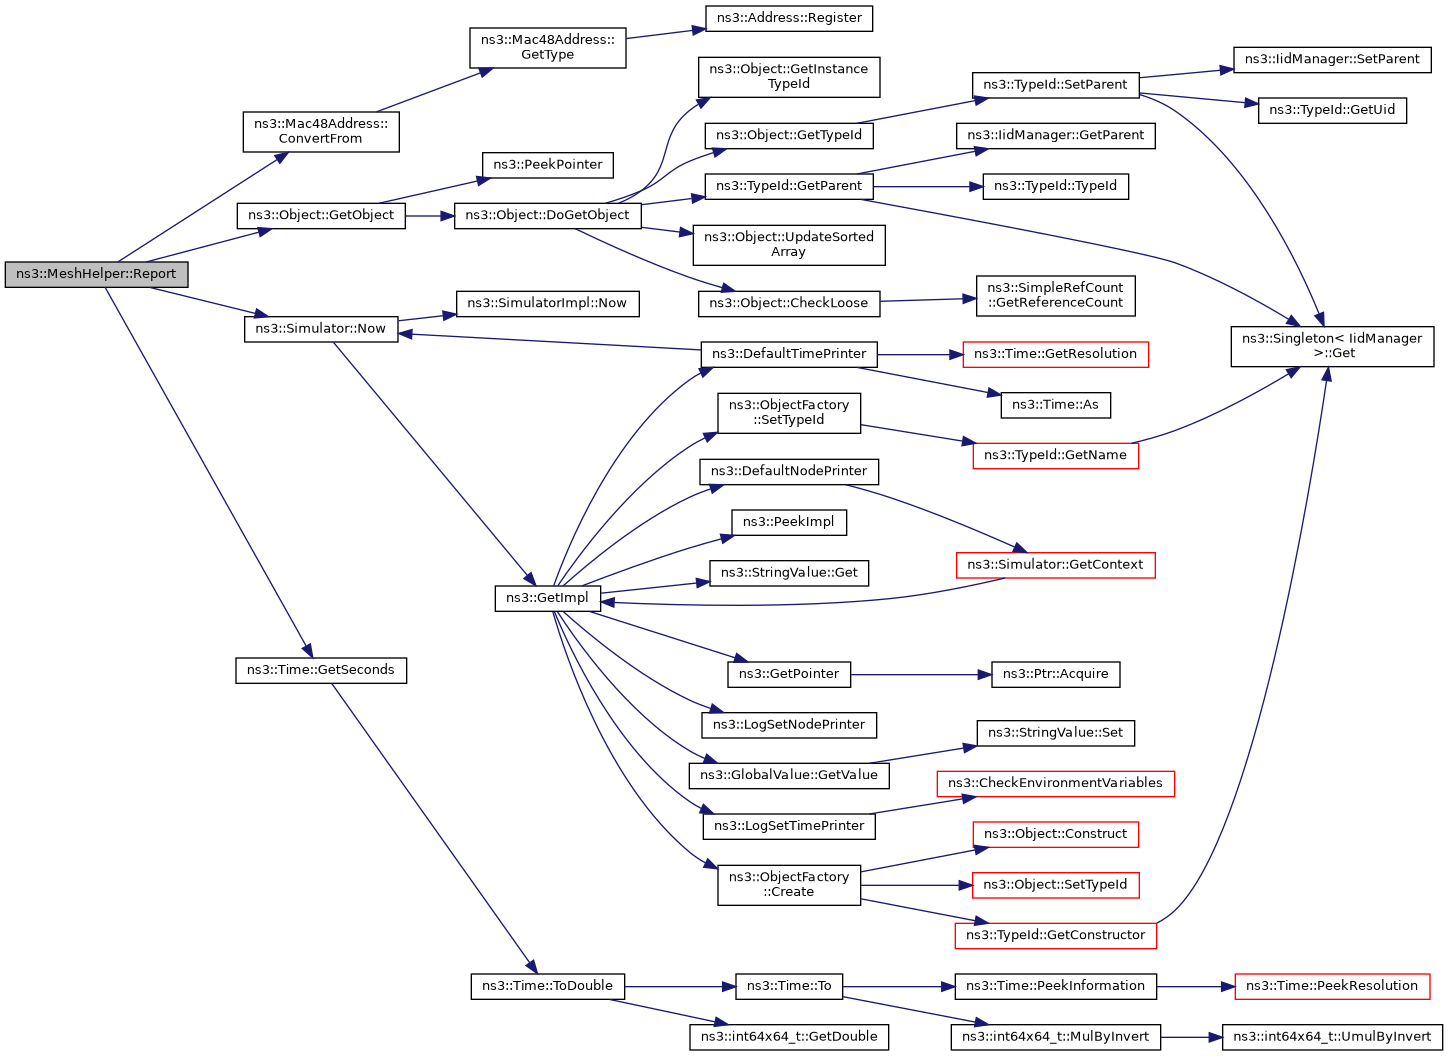 ns3::MeshHelper::Report
ns3::Mac48Address::
ConvertFrom
ns3::Object::GetObject
ns3::Simulator::Now
ns3::Time::GetSeconds
ns3::Mac48Address::
GetType
ns3::PeekPointer
ns3::Object::DoGetObject
ns3::SimulatorImpl::Now
ns3::GetImpl
ns3::Time::ToDouble
ns3::Address::Register
ns3::Object::GetInstance
TypeId
ns3::Object::GetTypeId
ns3::TypeId::GetParent
ns3::Object::UpdateSorted
Array
ns3::Object::CheckLoose
ns3::DefaultTimePrinter
ns3::ObjectFactory
::SetTypeId
ns3::DefaultNodePrinter
ns3::PeekImpl
ns3::StringValue::Get
ns3::GetPointer
ns3::LogSetNodePrinter
ns3::GlobalValue::GetValue
ns3::LogSetTimePrinter
ns3::ObjectFactory
::Create
ns3::Time::To
ns3::int64x64_t::GetDouble
ns3::TypeId::SetParent
ns3::IidManager::GetParent
ns3::TypeId::TypeId
ns3::SimpleRefCount
::GetReferenceCount
ns3::Time::GetResolution
ns3::Time::As
ns3::TypeId::GetName
ns3::Simulator::GetContext
ns3::Ptr::Acquire
ns3::StringValue::Set
ns3::CheckEnvironmentVariables
ns3::Object::Construct
ns3::Object::SetTypeId
ns3::TypeId::GetConstructor
ns3::Time::PeekInformation
ns3::int64x64_t::MulByInvert
ns3::IidManager::SetParent
ns3::TypeId::GetUid
ns3::Singleton< IidManager
>::Get
ns3::Time::PeekResolution
ns3::int64x64_t::UmulByInvert